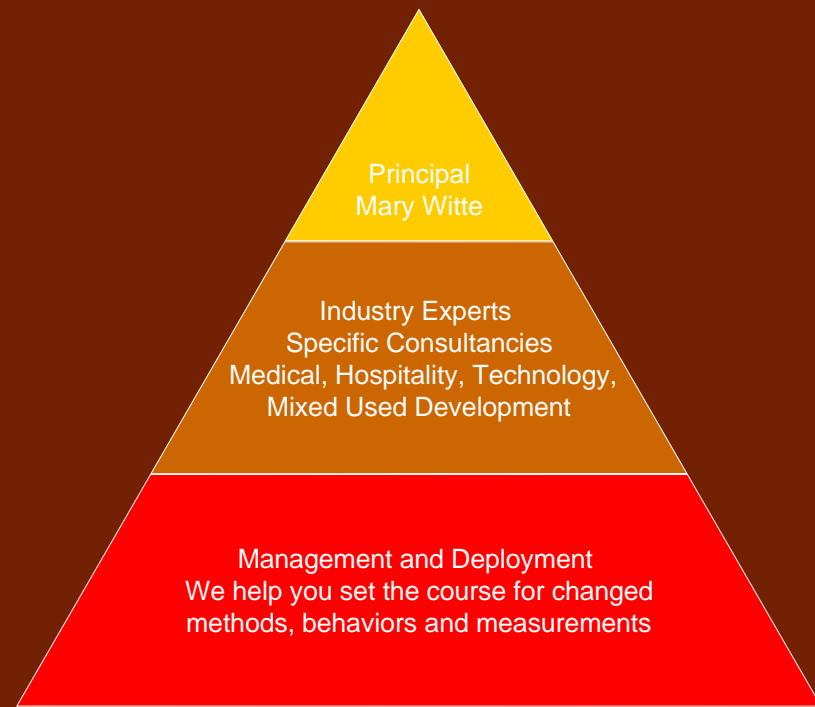 Principal
Mary Witte
Industry Experts
Specific Consultancies
Medical, Hospitality, Technology,
Mixed Used Development
Management and Deployment
We help you set the course for changed
methods, behaviors and measurements